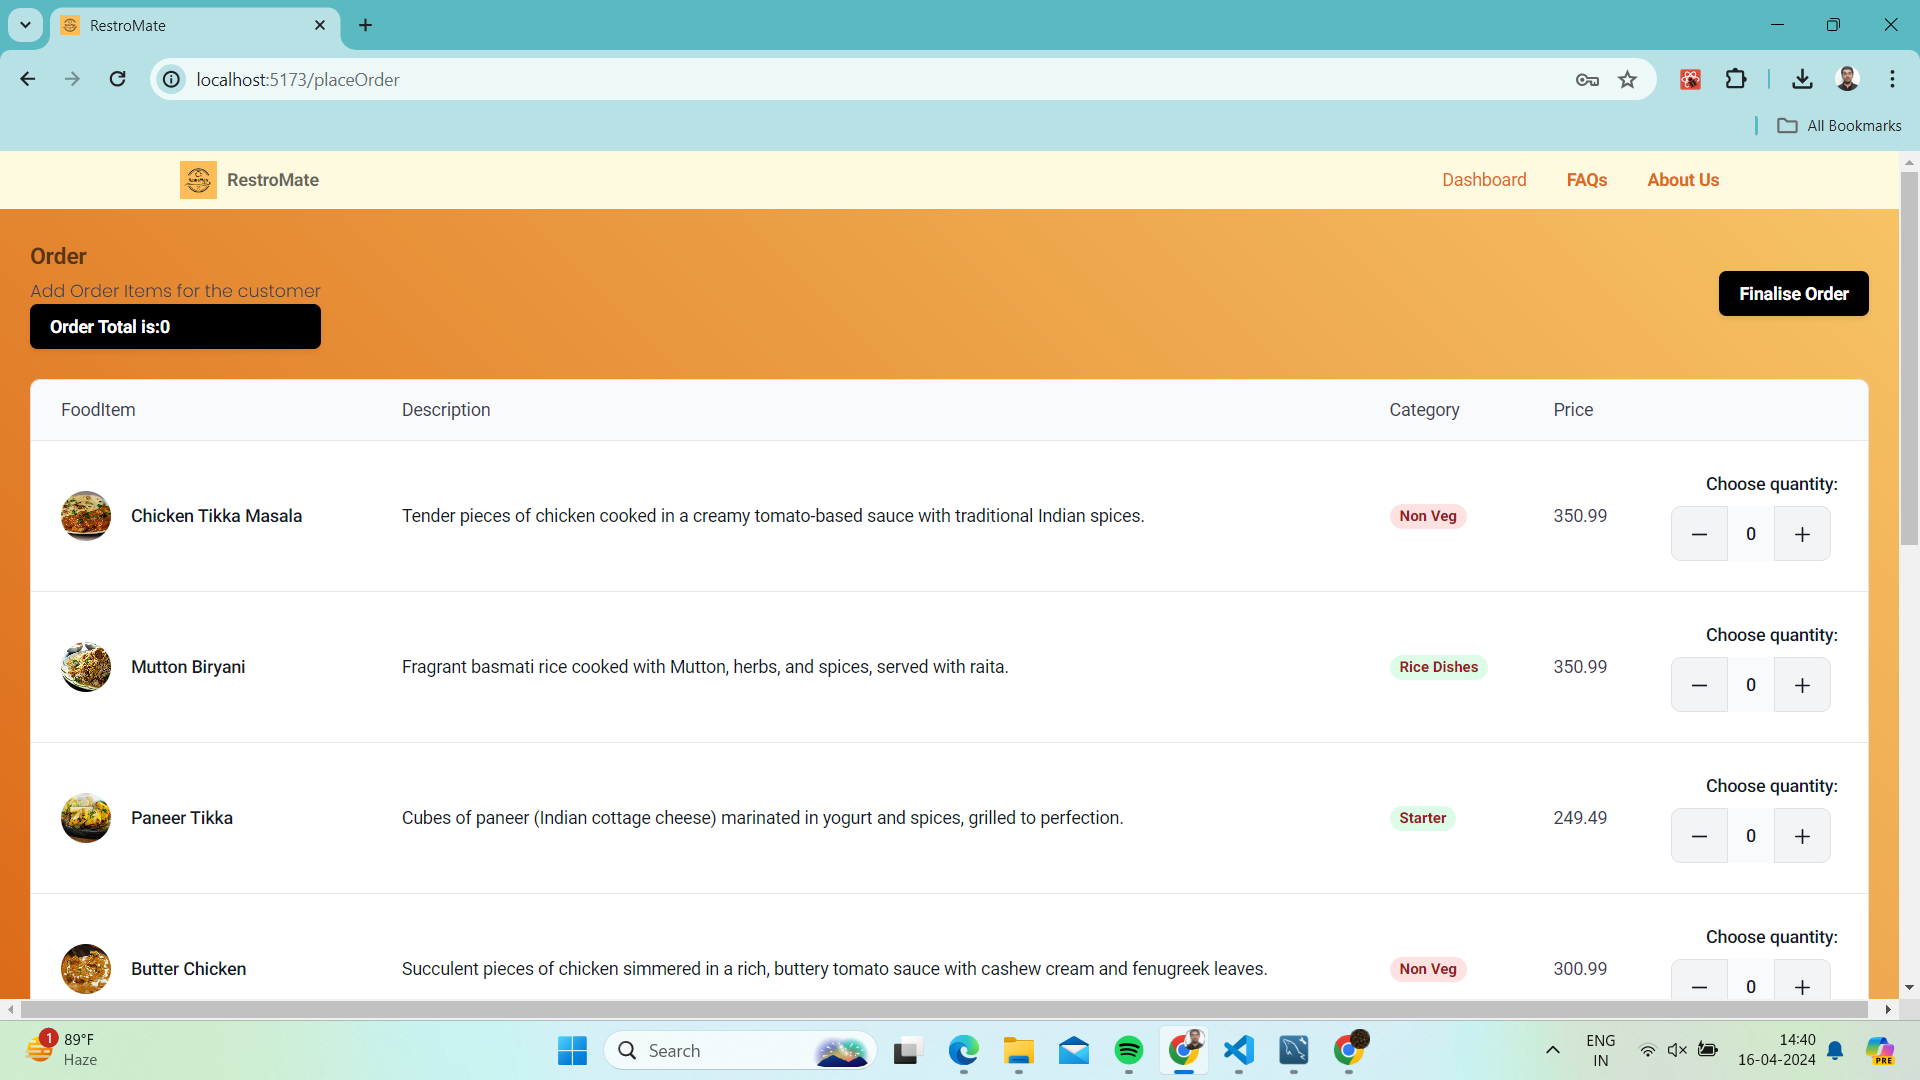 RestroMate
localhost:5173/placeOrder
All Bookmarks
RestroMate
Dashboard
FAQs
About Us
Order
Add Order Items for the customer
Order Total is:0
Finalise Order
FoodItem
Description
Category
Price
Choose quantity:
Chicken Tikka Masala
Tender pieces of chicken cooked in a creamy tomato-based sauce with traditional Indian spices.
Non Veg
350.99
0
Choose quantity:
Mutton Biryani
Fragrant basmati rice cooked with Mutton, herbs, and spices, served with raita.
Rice Dishes
350.99
0
Choose quantity:
Paneer Tikka
Cubes of paneer (Indian cottage cheese) marinated in yogurt and spices, grilled to perfection.
Starter
249.49
0
Choose quantity:
Butter Chicken
Succulent pieces of chicken simmered in a rich, buttery tomato sauce with cashew cream and fenugreek leaves.
Non Veg
300.99
0
1
89°F
Haze
Search
ENG
IN
14:40
16-04-2024
PRE